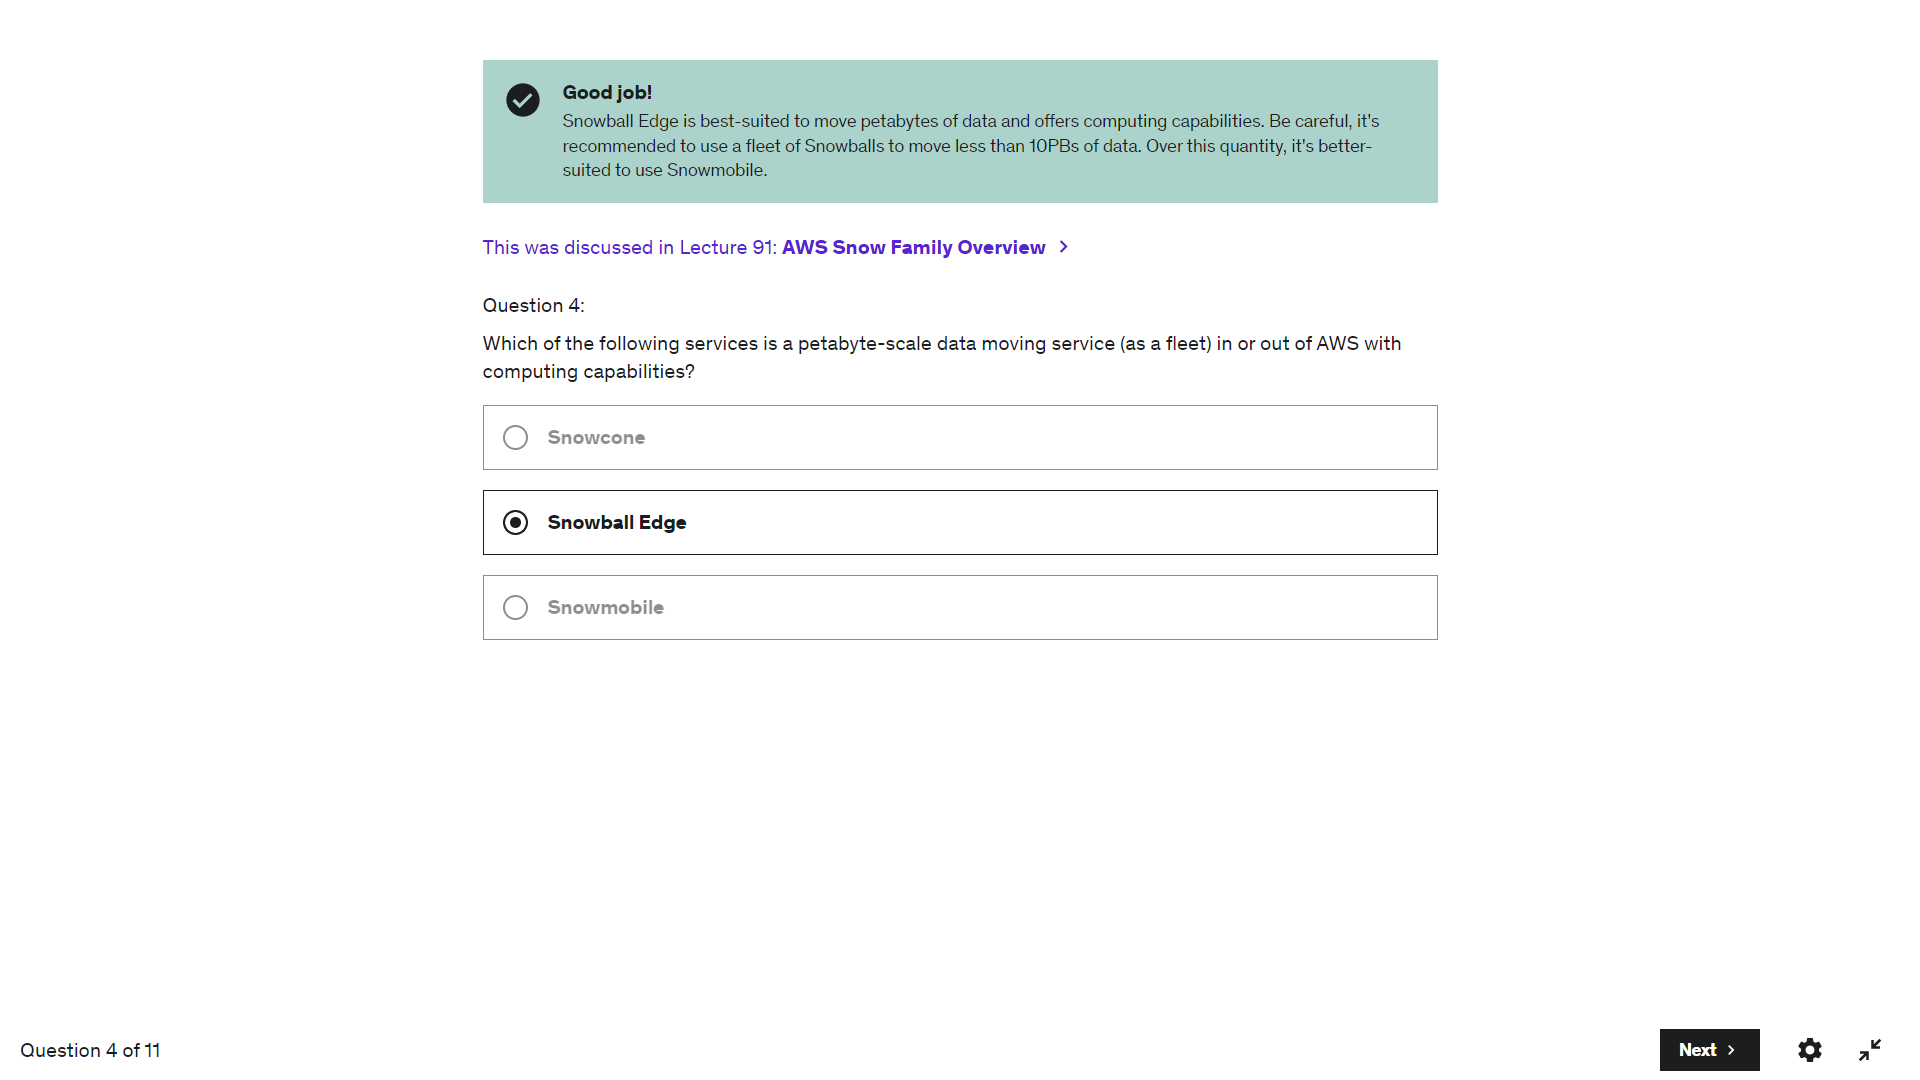 Good job!
Snowball Edge is best-suited to move petabytes of data and offers computing capabilities. Be careful, it's
recommended to use a fleet of Snowballs to move less than 10PBs of data. Over this quantity, it's better-
suited to use Snowmobile.
This was discussed in Lecture 91: AWS Snow Family Overview
Question 4:
Which of the following services is a petabyte-scale data moving service (as a fleet) in or out of AWS with
computing capabilities?
Snowcone
Snowball Edge
Snowmobile
Question 4 of 11
Next